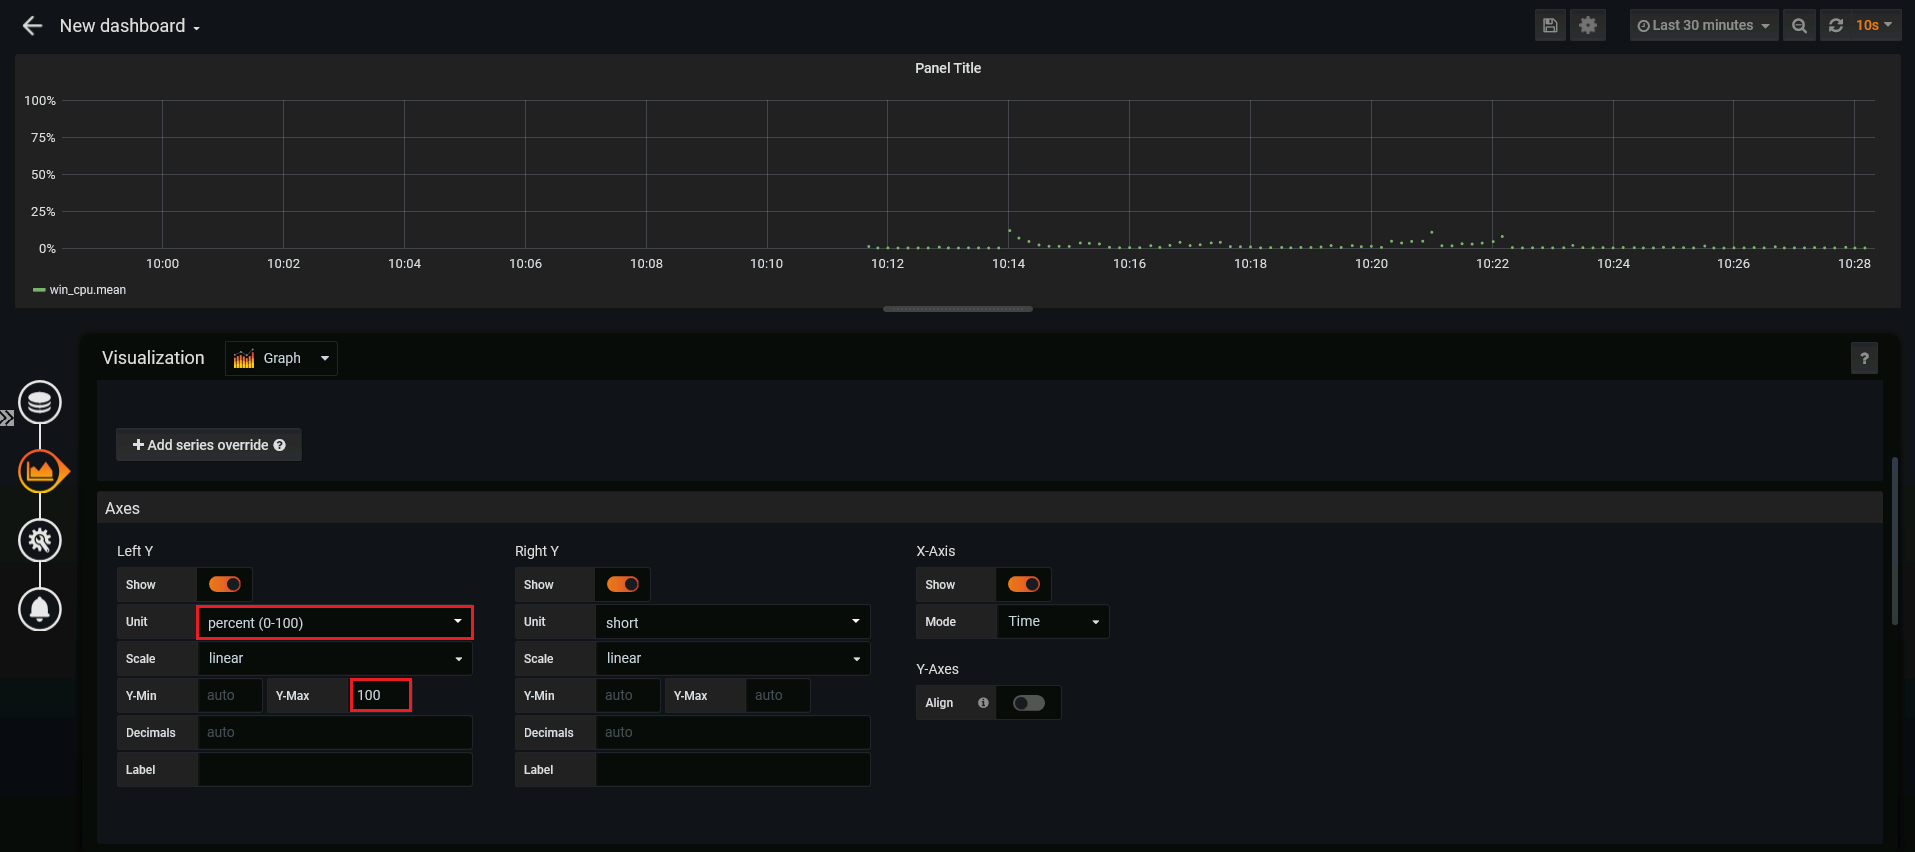 New dashboard
Last 30 minutes
10s
Panel Title
100%
75%
50%
25%
0%
10:00 10:02 10:04 10:06 10:08 10:10 10:12 10:14 10:16 10:18 10:20 10:22 10:24 10:26 10:28
win_cpu.mean
Visualization
Graph
?
+ Add series override ?
Axes
Left Y
Show
Unit percent (0-100)
Scale linear
Y-Min auto Y-Max 100
Decimals auto
Label
Right Y
Show
Unit short
Scale linear
Y-Min auto Y-Max auto
Decimals auto
Label
X-Axis
Show
Mode Time
Y-Axes
Align i